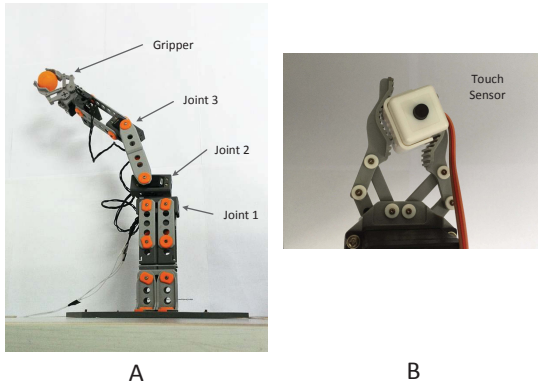 Gripper
Joint 3
Joint 2
Joint 1
A
Touch
Sensor
B